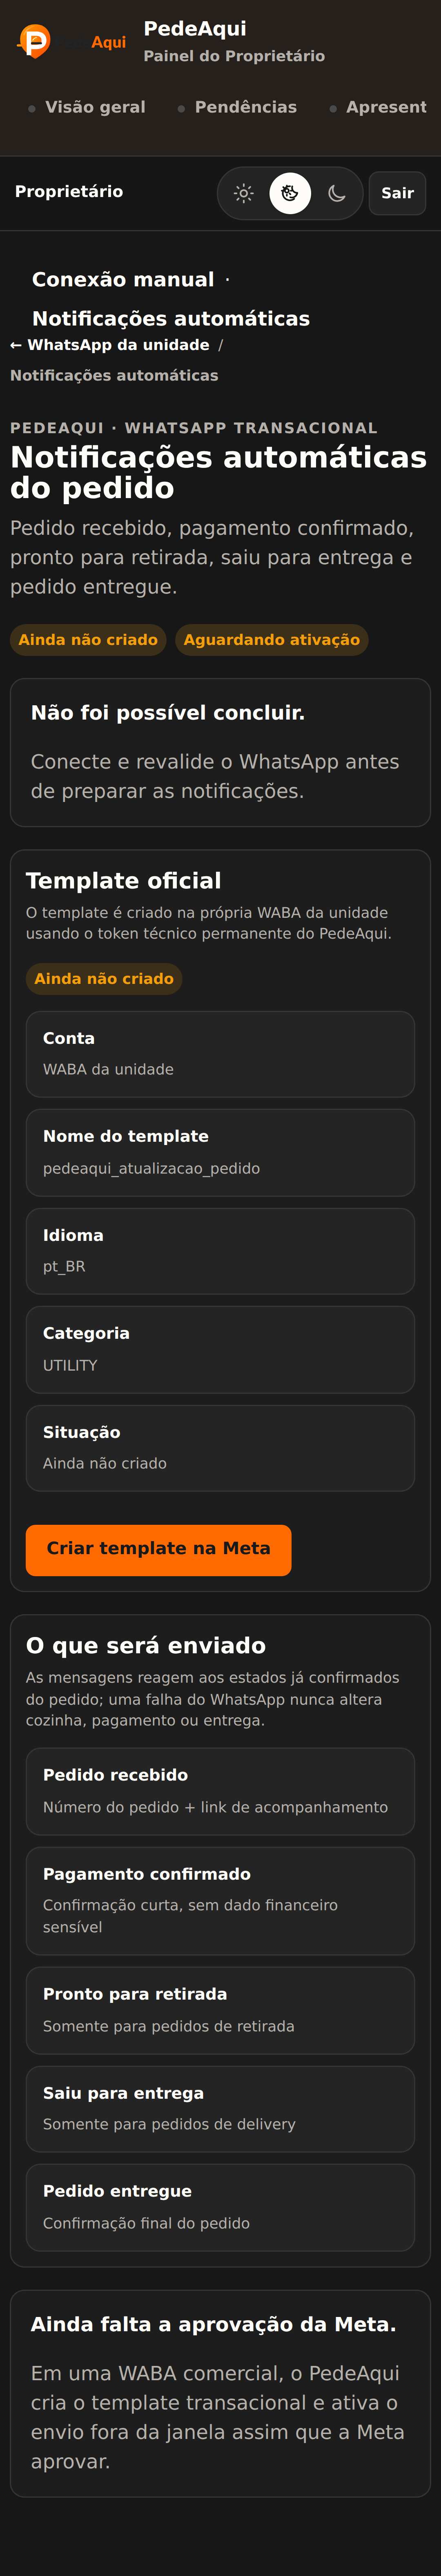 P Aqui
PedeAqui
Painel do Proprietário
Visão geral
Pendências
Apresent
Proprietário
Sair
Conexão manual ·
Notificações automáticas
← WhatsApp da unidade /
Notificações automáticas
PEDEAQUI · WHATSAPP TRANSACIONAL
Notificações automáticas
do pedido
Pedido recebido, pagamento confirmado,
pronto para retirada, saiu para entrega e
pedido entregue.
Ainda não criado
Aguardando ativação
Não foi possível concluir.
Conecte e revalide o WhatsApp antes
de preparar as notificações.
Template oficial
O template é criado na própria WABA da unidade
usando o token técnico permanente do PedeAqui.
Ainda não criado
Conta
WABA da unidade
Nome do template
pedeaqui_atualizacao_pedido
Idioma
pt_BR
Categoria
UTILITY
Situação
Ainda não criado
Criar template na Meta
O que será enviado
As mensagens reagem aos estados já confirmados
do pedido; uma falha do WhatsApp nunca altera
cozinha, pagamento ou entrega.
Pedido recebido
Número do pedido + link de acompanhamento
Pagamento confirmado
Confirmação curta, sem dado financeiro
sensível
Pronto para retirada
Somente para pedidos de retirada
Saiu para entrega
Somente para pedidos de delivery
Pedido entregue
Confirmação final do pedido
Ainda falta a aprovação da Meta.
Em uma WABA comercial, o PedeAqui
cria o template transacional e ativa o
envio fora da janela assim que a Meta
aprovar.